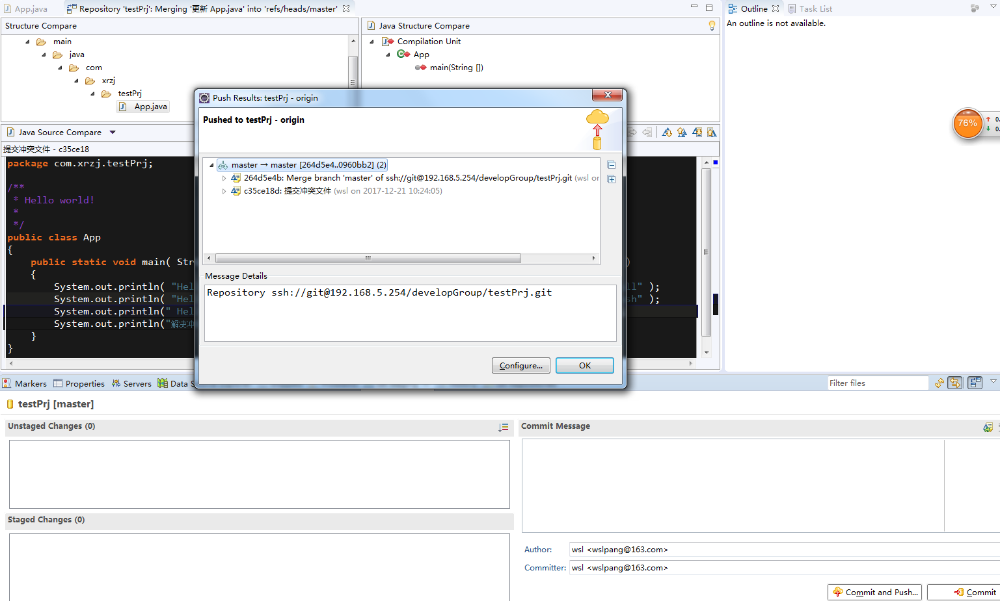 App.java
Repository 'testPrj': Merging '更新 App.java' into 'refs/heads/master'
Outline
Task List
Structure Compare
Java Structure Compare
An outline is not available.
main
java
com
xrzj
testPrj
App.java
Compilation Unit
App
main(String [])
Push Results: testPrj - origin
Pushed to testPrj - origin
76%
0.
0.
Java Source Compare
提交冲突文件 - c35ce18
master → master [264d5e4..0960bb2] (2)
264d5e4b: Merge branch 'master' of ssh://git@192.168.5.254/developGroup/testPrj.git (wsl or
c35ce18d: 提交冲突文件 (wsl on 2017-12-21 10:24:05)
package com.xrzj.testPrj;
/**
* Hello world!
*
*/
public class App
{
public static void main( Str
)
{
System.out.println( "Hel
ll" );
System.out.println( "Hel
sh" );
System.out.println(" Hel
System.out.println("解决冲
}
}
Message Details
Repository ssh://git@192.168.5.254/developGroup/testPrj.git
Configure...
OK
Markers
Properties
Servers
Data S
Filter files
testPrj [master]
Unstaged Changes (0)
Commit Message
Staged Changes (0)
Author:
wsl <wslpang@163.com>
Committer:
wsl <wslpang@163.com>
Commit and Push...
Commit